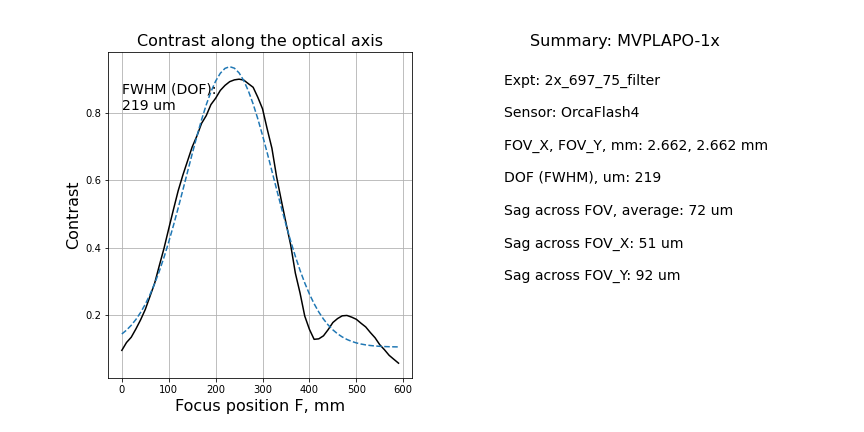 Contrast along the optical axis
FWHM (DOF):
219 um
0.8
0.6
0.4
0.2
Contrast
0 100 200 300 400 500 600
Focus position F, mm
Summary: MVPLAPO-1x
Expt: 2x_697_75_filter
Sensor: OrcaFlash4
FOV_X, FOV_Y, mm: 2.662, 2.662 mm
DOF (FWHM), um: 219
Sag across FOV, average: 72 um
Sag across FOV_X: 51 um
Sag across FOV_Y: 92 um